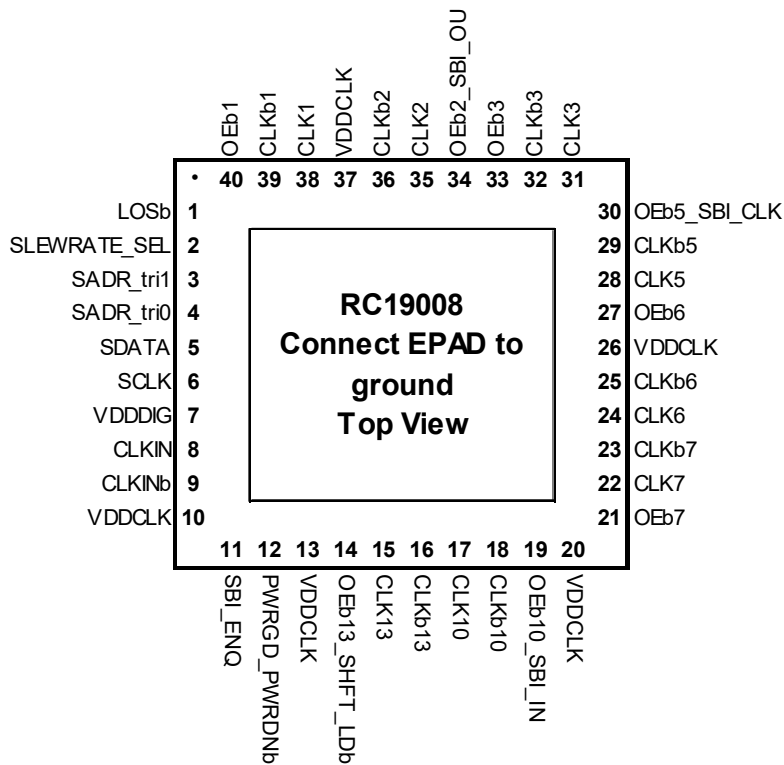 OEb1
CLKb1
CLK1
VDDCLK
CLKb2
CLK2
OEb2_SBI_OU
OEb3
CLKb3
CLK3
40 39 38 37 36 35 34 33 32 31
LOSb 1
SLEWRATE_SEL 2
SADR_tri1 3
SADR_tri0 4
SDATA 5
SCLK 6
VDDDIG 7
CLKIN 8
CLKINb 9
VDDCLK 10
RC19008
Connect EPAD to
ground
Top View
30 OEb5_SBI_CLK
29 CLKb5
28 CLK5
27 OEb6
26 VDDCLK
25 CLKb6
24 CLK6
23 CLKb7
22 CLK7
21 OEb7
11 12 13 14 15 16 17 18 19 20
SBI_ENQ
PWRGD_PWRDNb
VDDCLK
OEb13_SHFT_LDb
CLK13
CLKb13
CLK10
CLKb10
OEb10_SBI_IN
VDDCLK